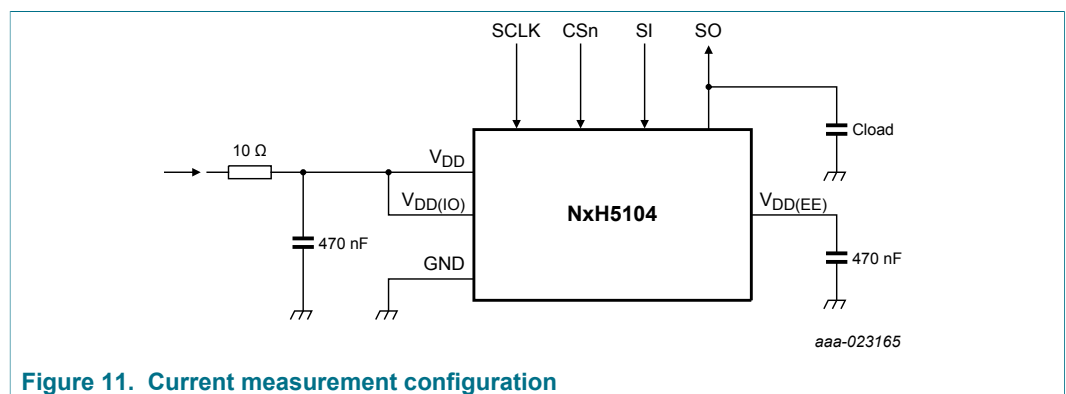 SCLK CSn SI SO
Cload
10 Ω
VDD
VDD(IO)
NxH5104
VDD(EE)
470 nF
GND
470 nF
aaa-023165
Figure 11. Current measurement configuration